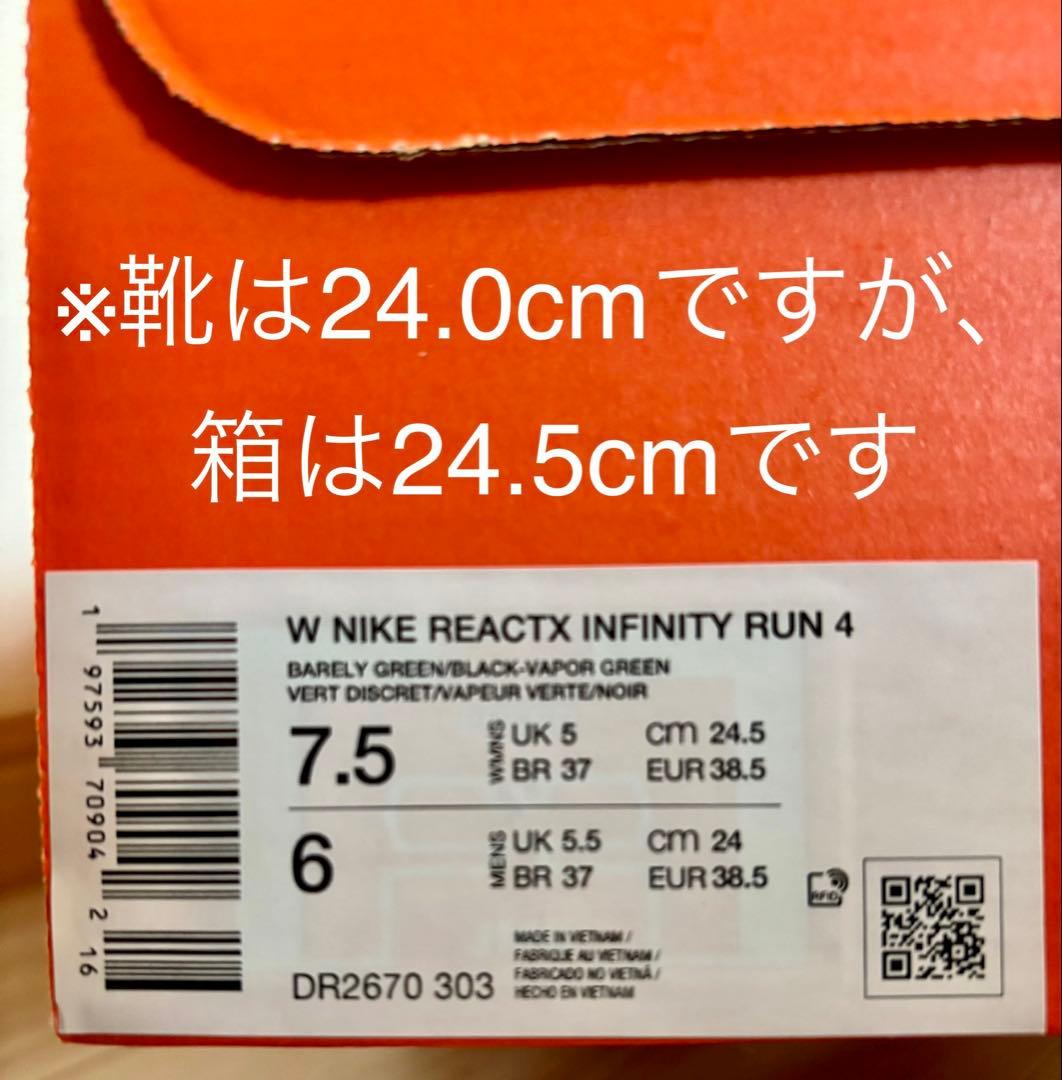 ※靴は24.0cmですが、
箱は24.5cmです
W NIKE REACTX INFINITY RUN 4
BARELY GREEN/BLACK-VAPOR GREEN
VERT DISCRET/VAPEUR VERTE/NOIR
7.5 WMNS UK 5 cm 24.5
BR 37 EUR 38.5
6 MENS UK 5.5 cm 24
BR 37 EUR 38.5
RFID
MADE IN VIETNAM /
FABRIQUE AU VIETNAM /
FABRICADO NO VIETNÃ /
HECHO EN VIETNAM
DR2670 303
1 97593 70904 2 16